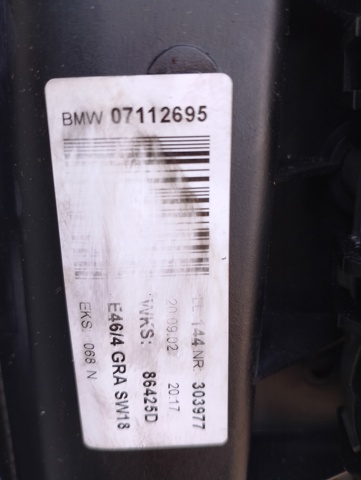 BMW 07112695
144 NR: 303977
20.09.02 20:17
WKS: 86425D
E46/4 GRA SW18
EKS: 068 N